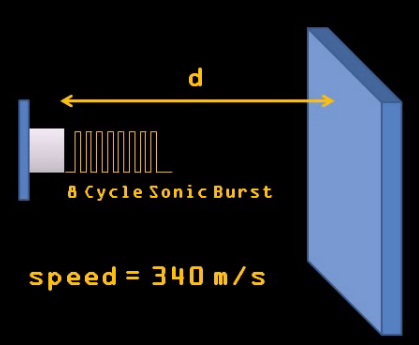 d
8 Cycle Sonic Burst
speed = 340 m/s